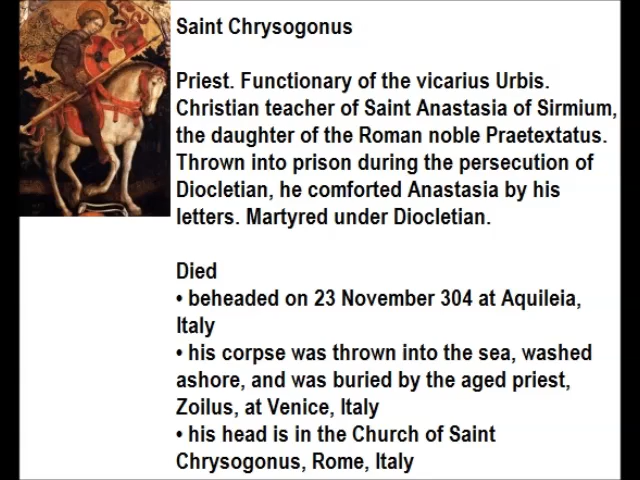 Saint Chrysogonus
Priest. Functionary of the vicarius Urbis.
Christian teacher of Saint Anastasia of Sirmium,
the daughter of the Roman noble Praetextatus.
Thrown into prison during the persecution of
Diocletian, he comforted Anastasia by his
letters. Martyred under Diocletian.
Died
• beheaded on 23 November 304 at Aquileia,
Italy
• his corpse was thrown into the sea, washed
ashore, and was buried by the aged priest,
Zoilus, at Venice, Italy
• his head is in the Church of Saint
Chrysogonus, Rome, Italy